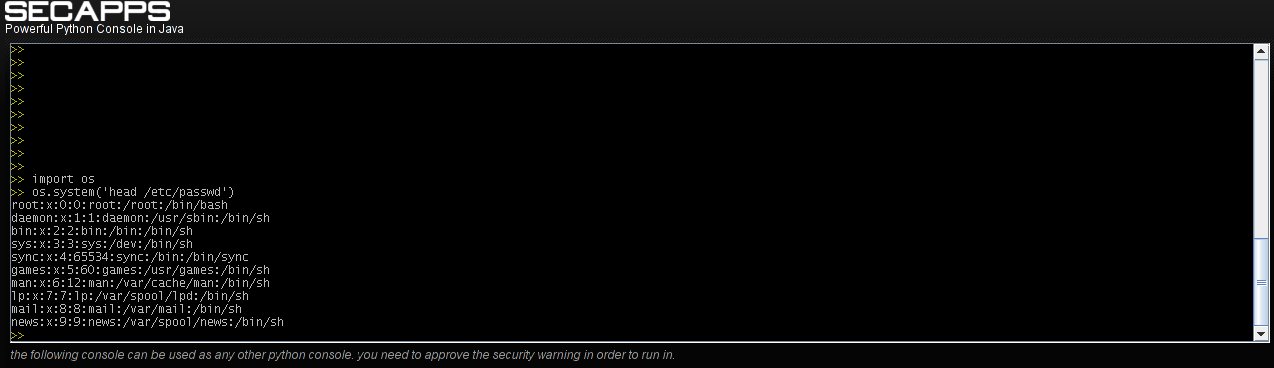 SECAPPS
Powerful Python Console in Java
>>
>>
>>
>>
>>
>>
>>
>>
>>
>>
>> import os
>> os.system('head /etc/passwd')
root:x:0:0:root:/root:/bin/bash
daemon:x:1:1:daemon:/usr/sbin:/bin/sh
bin:x:2:2:bin:/bin:/bin/sh
sys:x:3:3:sys:/dev:/bin/sh
sync:x:4:65534:sync:/bin:/bin/sync
games:x:5:60:games:/usr/games:/bin/sh
man:x:6:12:man:/var/cache/man:/bin/sh
lp:x:7:7:lp:/var/spool/lpd:/bin/sh
mail:x:8:8:mail:/var/mail:/bin/sh
news:x:9:9:news:/var/spool/news:/bin/sh
>>
the following console can be used as any other python console. you need to approve the security warning in order to run in.